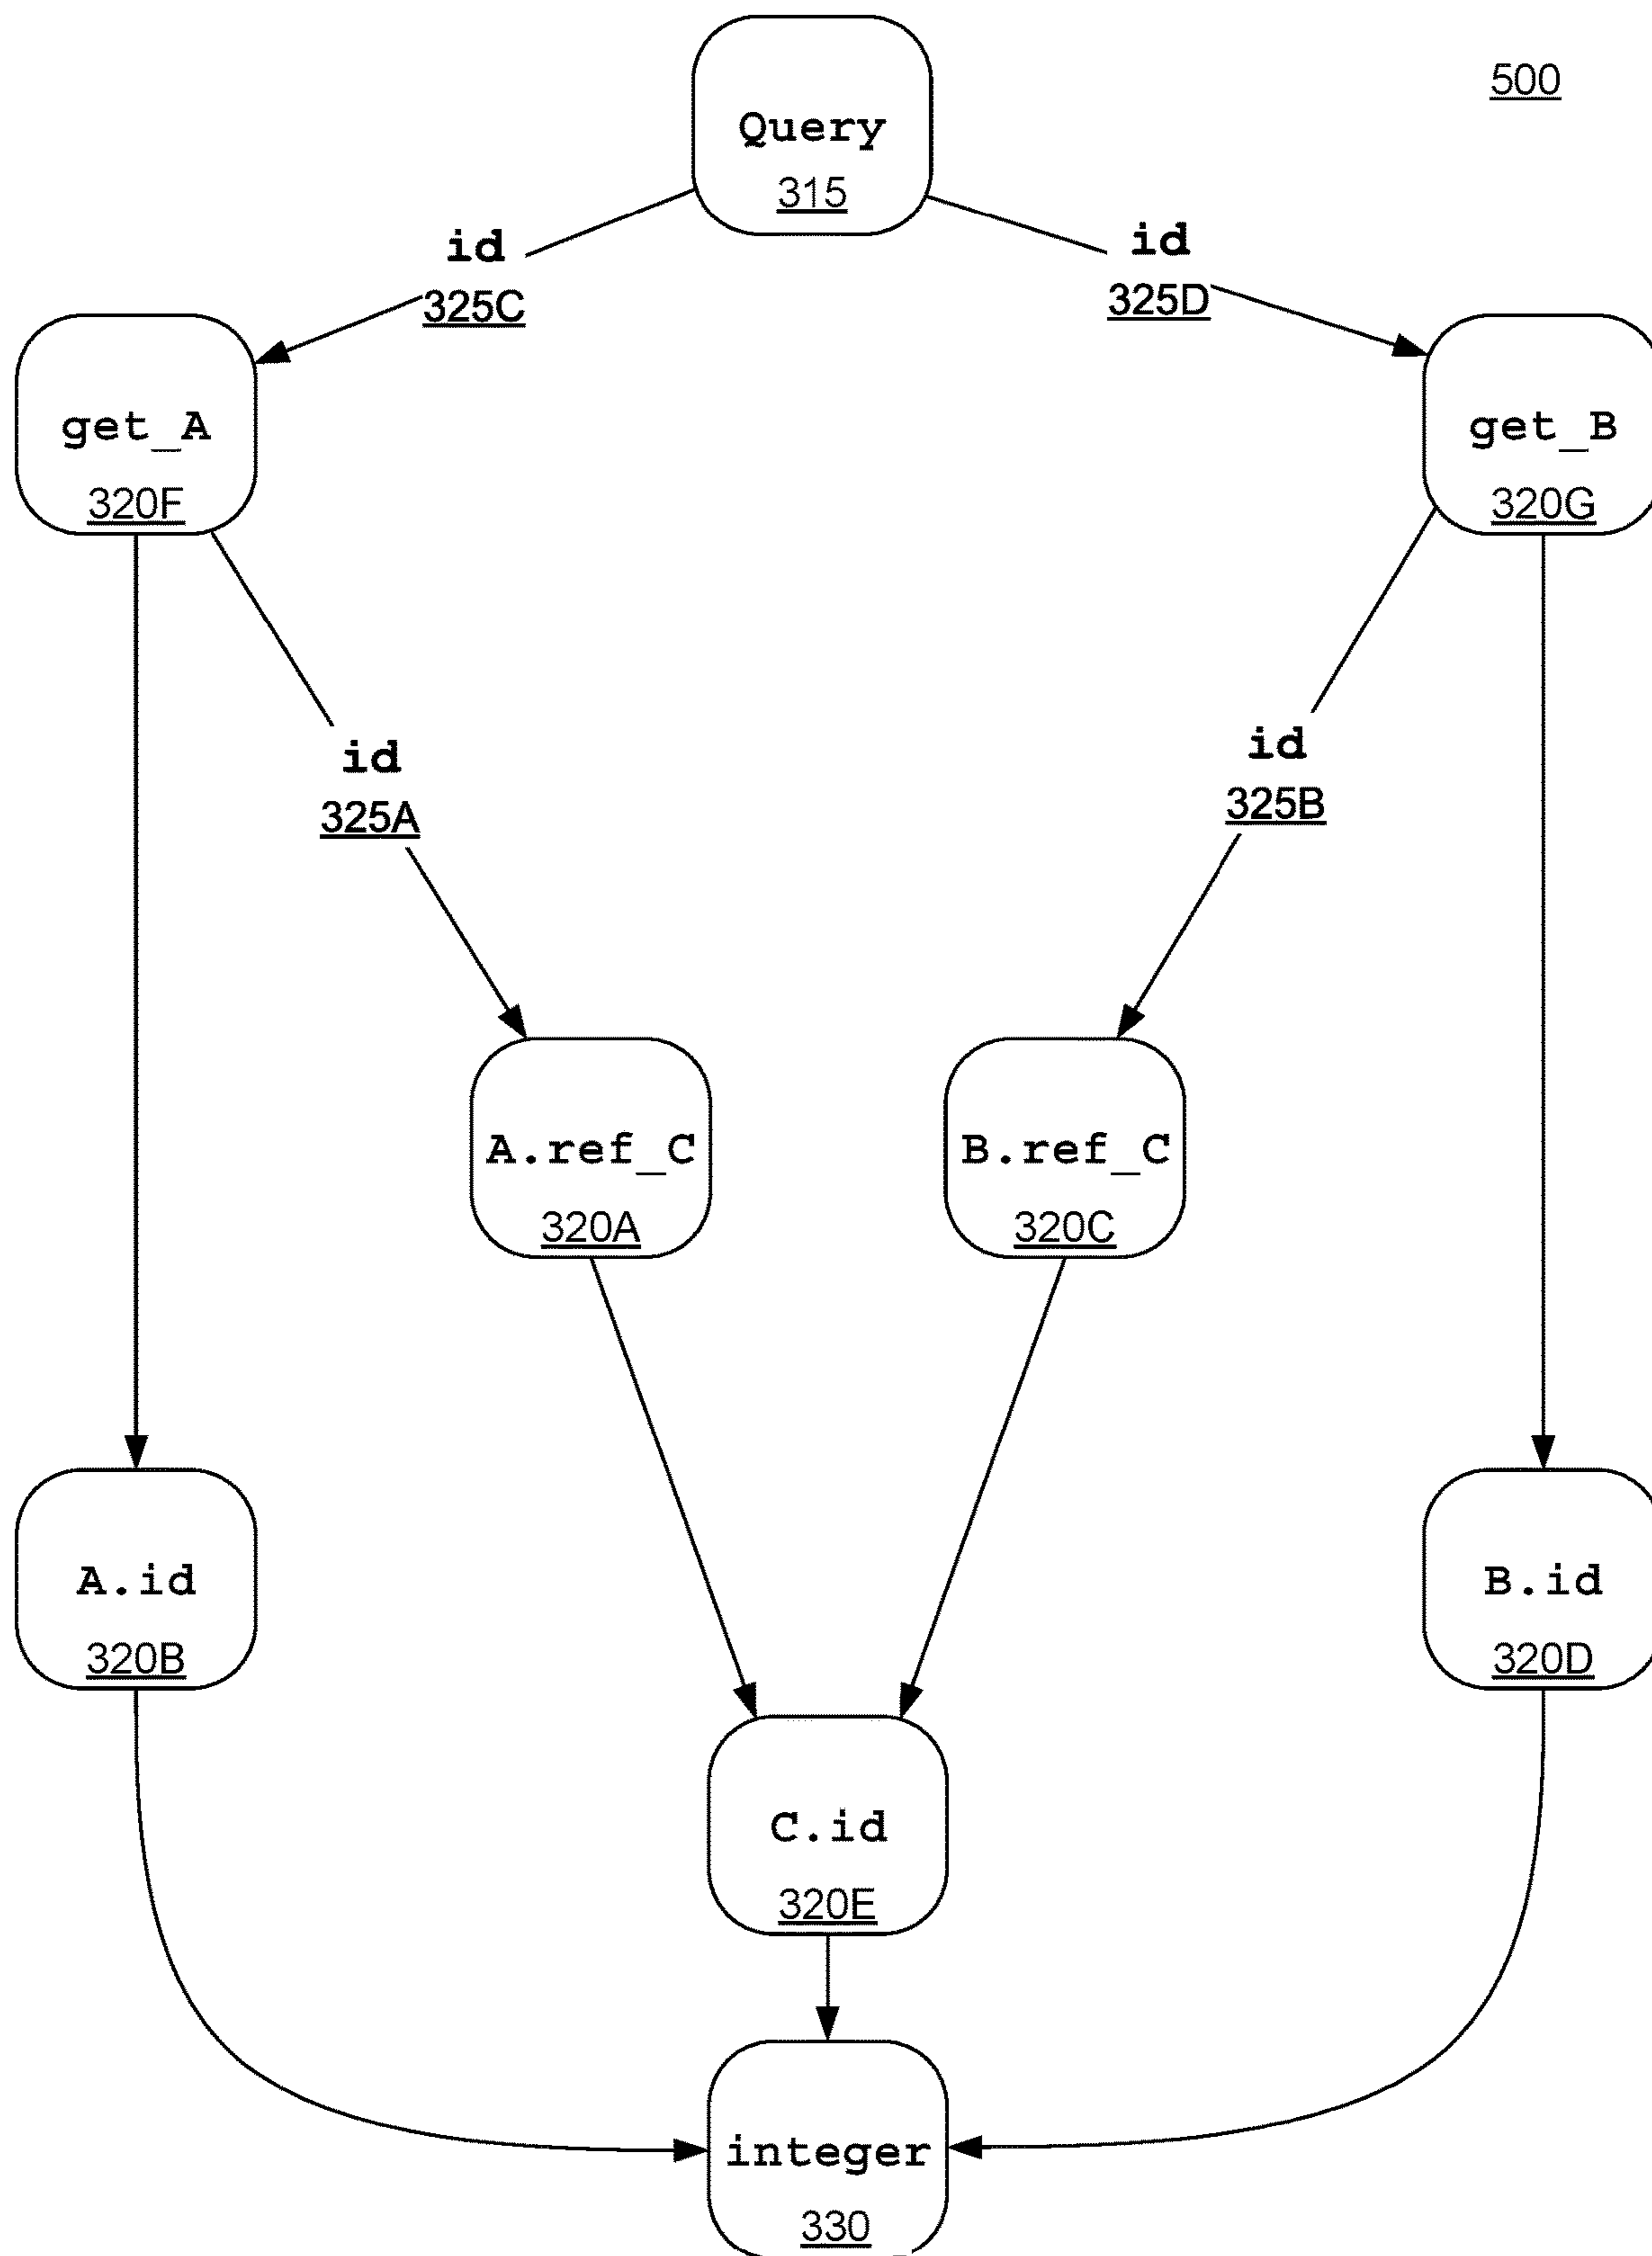 500
Query
315
id
325C
id
325D
get_A
320F
get_B
320G
id
325A
id
325B
A.ref_C
320A
B.ref_C
320C
A.id
320B
B.id
320D
C.id
320E
integer
330